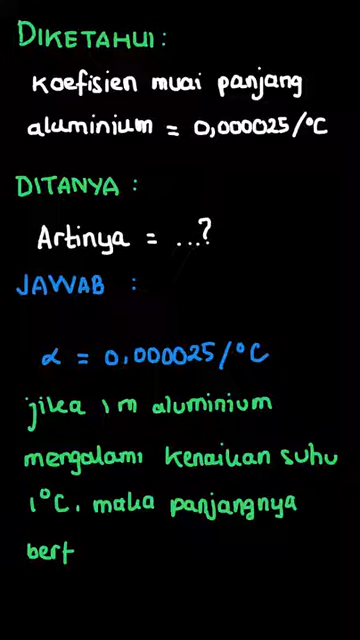 DIKETAHUI :
Koefisien muai panjang
aluminium = 0,000025/°C
DITANYA :
Artinya = ...?
JAWAB :
α = 0,000025/°C
jika 1 m aluminium
mengalami kenaikan suhu
1°C, maka panjangnya
bert